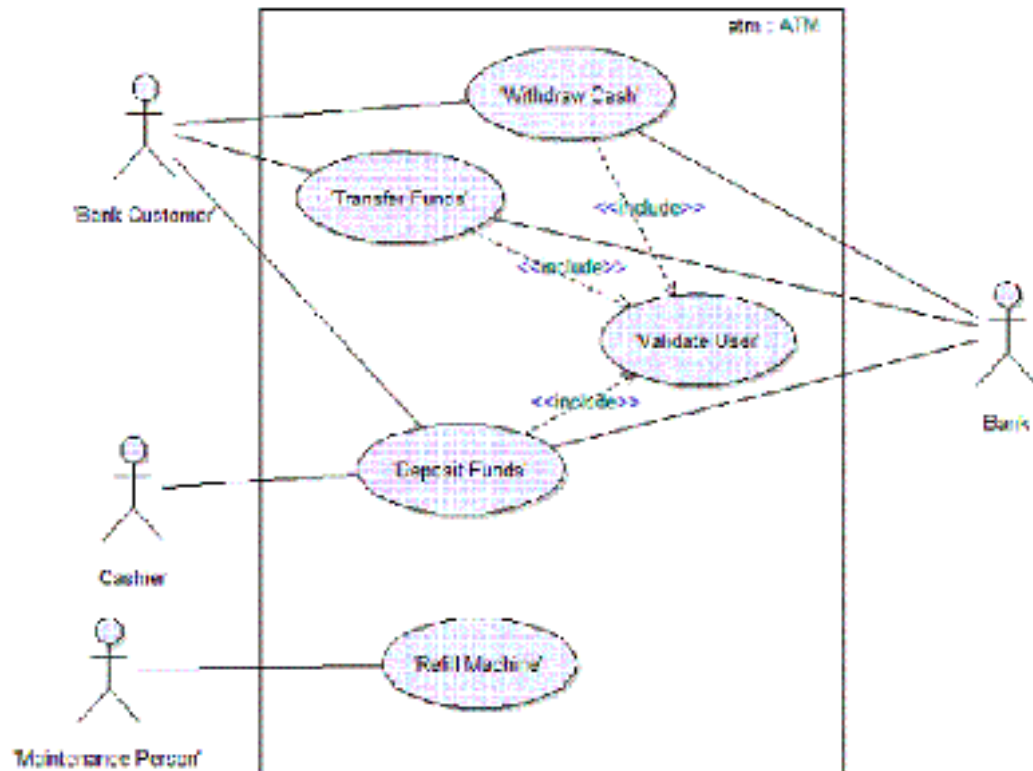 atm : ATM
'Withdraw Cash'
'Transfer Funds'
'Bank Customer'
<<include>>
<<include>>
'Validate User'
<<include>>
Bank
'Deposit Funds'
Cashier
'Refill Machine'
'Maintenance Person'